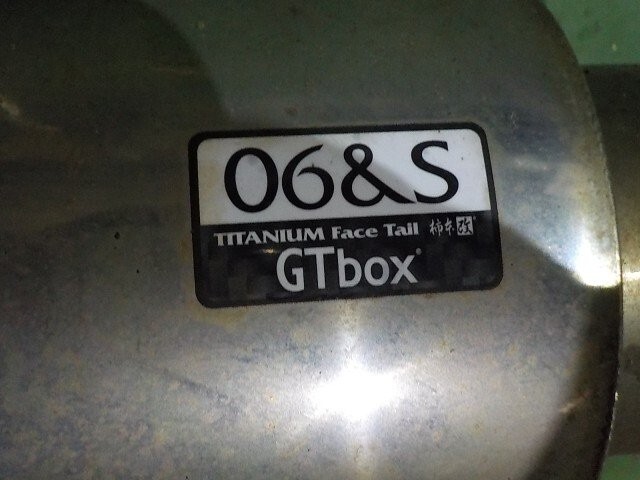 06&S
TITANIUM Face Tail 柿本改
GTbox®